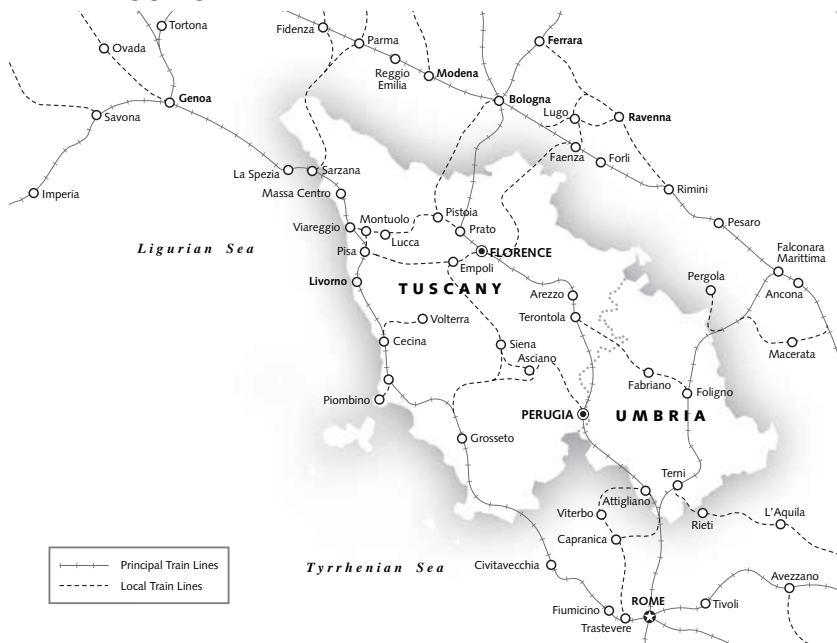 Tortona
Ovada
Genoa
Savona
Imperia
Fidenza
Parma
Reggio
Emilia
Modena
Ferrara
Bologna
Lugo
Ravenna
Faenza
Forli
Rimini
Pesaro
Falconara
Marittima
Ancona
Pergola
Macerata
La Spezia
Sarzana
Massa Centro
Viareggio
Montuolo
Lucca
Pistoia
Prato
Pisa
FLORENCE
Empoli
Livorno
Ligurian Sea
TUSCANY
Arezzo
Terontola
Volterra
Cecina
Siena
Asciano
Fabriano
Foligno
Piombino
PERUGIA
UMBRIA
Grosseto
Terni
Attigliano
Viterbo
Rieti
L'Aquila
Capranica
Civitavecchia
Tyrrhenian Sea
Avezzano
Fiumicino
ROME
Tivoli
Trastevere
Principal Train Lines
Local Train Lines